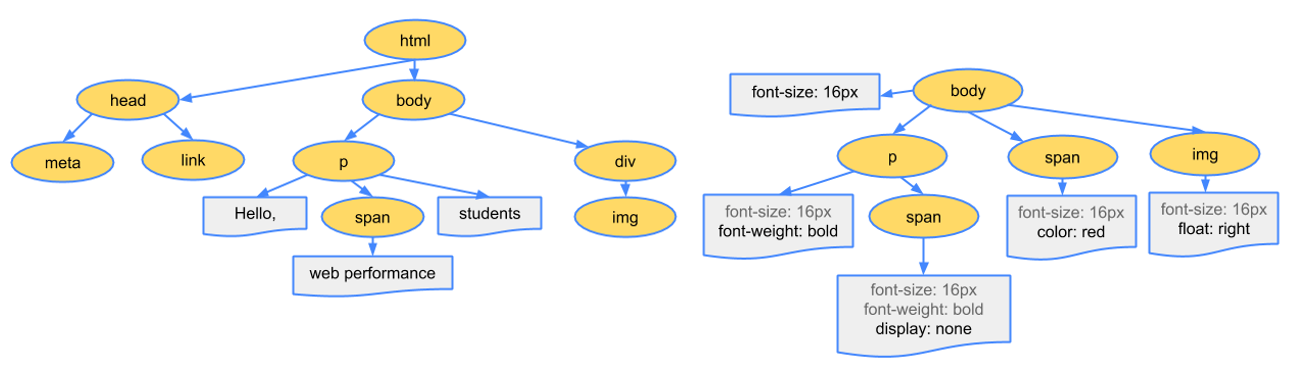 html
head
body
meta
link
p
div
Hello,
span
students
img
web performance
body
font-size: 16px
p
span
img
font-size: 16px
font-weight: bold
span
font-size: 16px
color: red
font-size: 16px
float: right
font-size: 16px
font-weight: bold
display: none